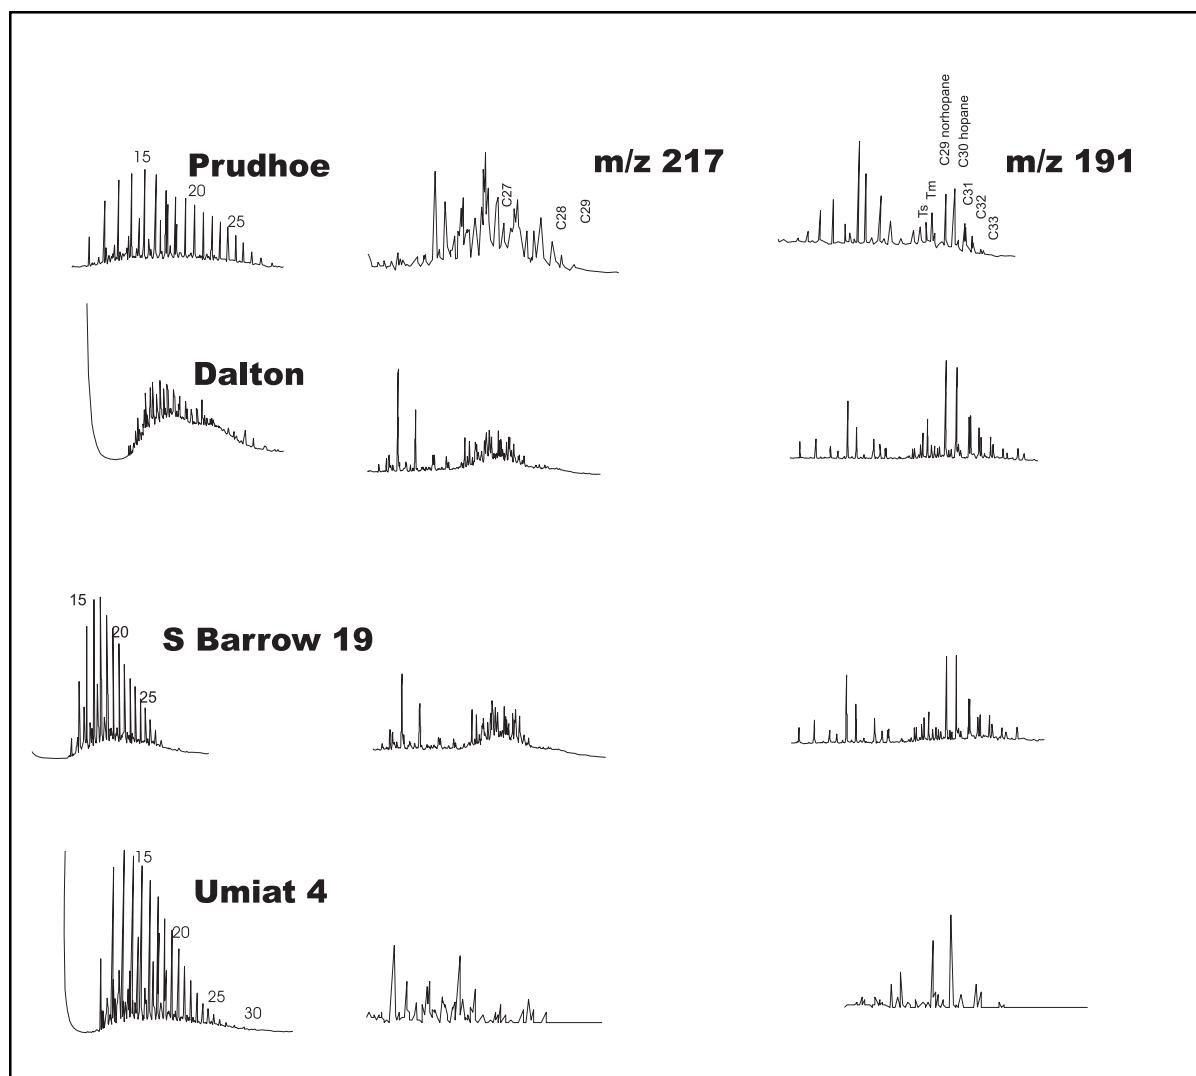 Prudhoe
15
20
25
m/z 217
C27
C28
C29
m/z 191
Ts
Tm
C29 norhopane
C30 hopane
C31
C32
C33
Dalton
S Barrow 19
15
20
25
Umiat 4
15
20
25
30